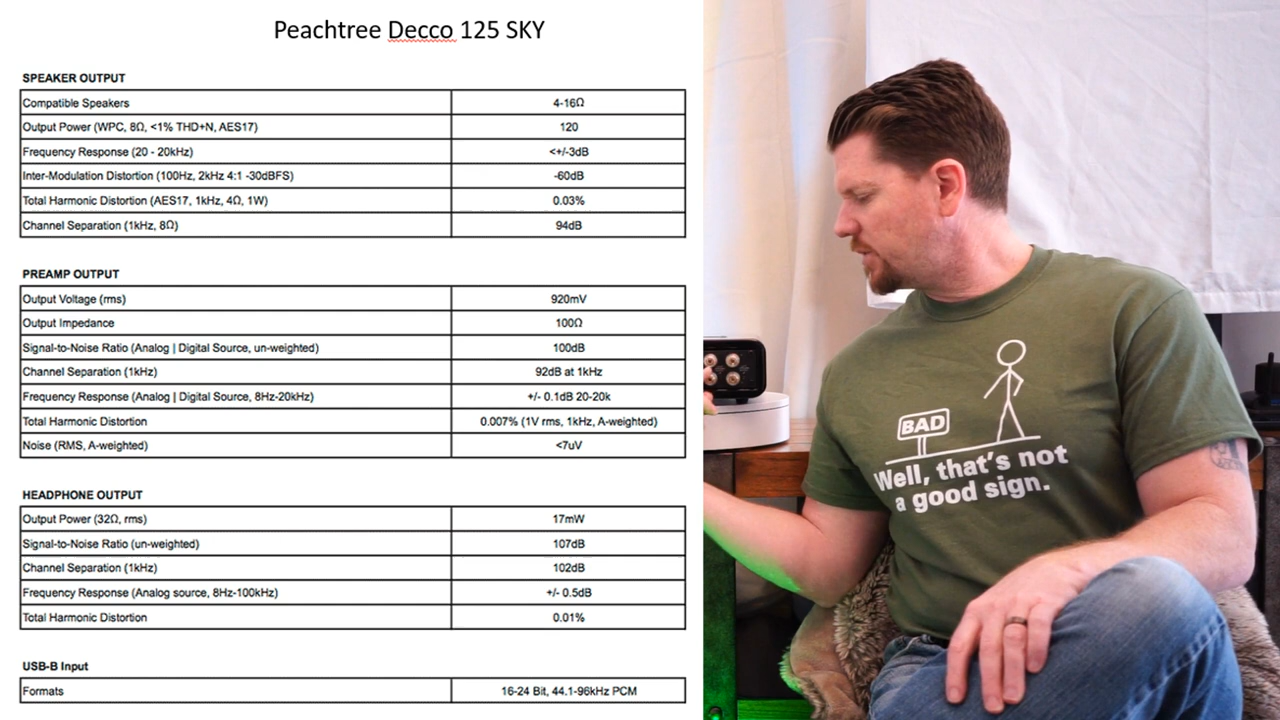 Peachtree Decco 125 SKY
SPEAKER OUTPUT
Compatible Speakers 4-16Ω
Output Power (WPC, 8Ω, <1% THD+N, AES17) 120
Frequency Response (20 - 20kHz) <+/-3dB
Inter-Modulation Distortion (100Hz, 2kHz 4:1 -30dBFS) -60dB
Total Harmonic Distortion (AES17, 1kHz, 4Ω, 1W) 0.03%
Channel Separation (1kHz, 8Ω) 94dB
PREAMP OUTPUT
Output Voltage (rms) 920mV
Output Impedance 100Ω
Signal-to-Noise Ratio (Analog | Digital Source, un-weighted) 100dB
Channel Separation (1kHz) 92dB at 1kHz
Frequency Response (Analog | Digital Source, 8Hz-20kHz) +/- 0.1dB 20-20k
Total Harmonic Distortion 0.007% (1V rms, 1kHz, A-weighted)
Noise (RMS, A-weighted) <7uV
HEADPHONE OUTPUT
Output Power (32Ω, rms) 17mW
Signal-to-Noise Ratio (un-weighted) 107dB
Channel Separation (1kHz) 102dB
Frequency Response (Analog source, 8Hz-100kHz) +/- 0.5dB
Total Harmonic Distortion 0.01%
USB-B Input
Formats 16-24 Bit, 44.1-96kHz PCM
BAD
Well, that's not
a good sign.